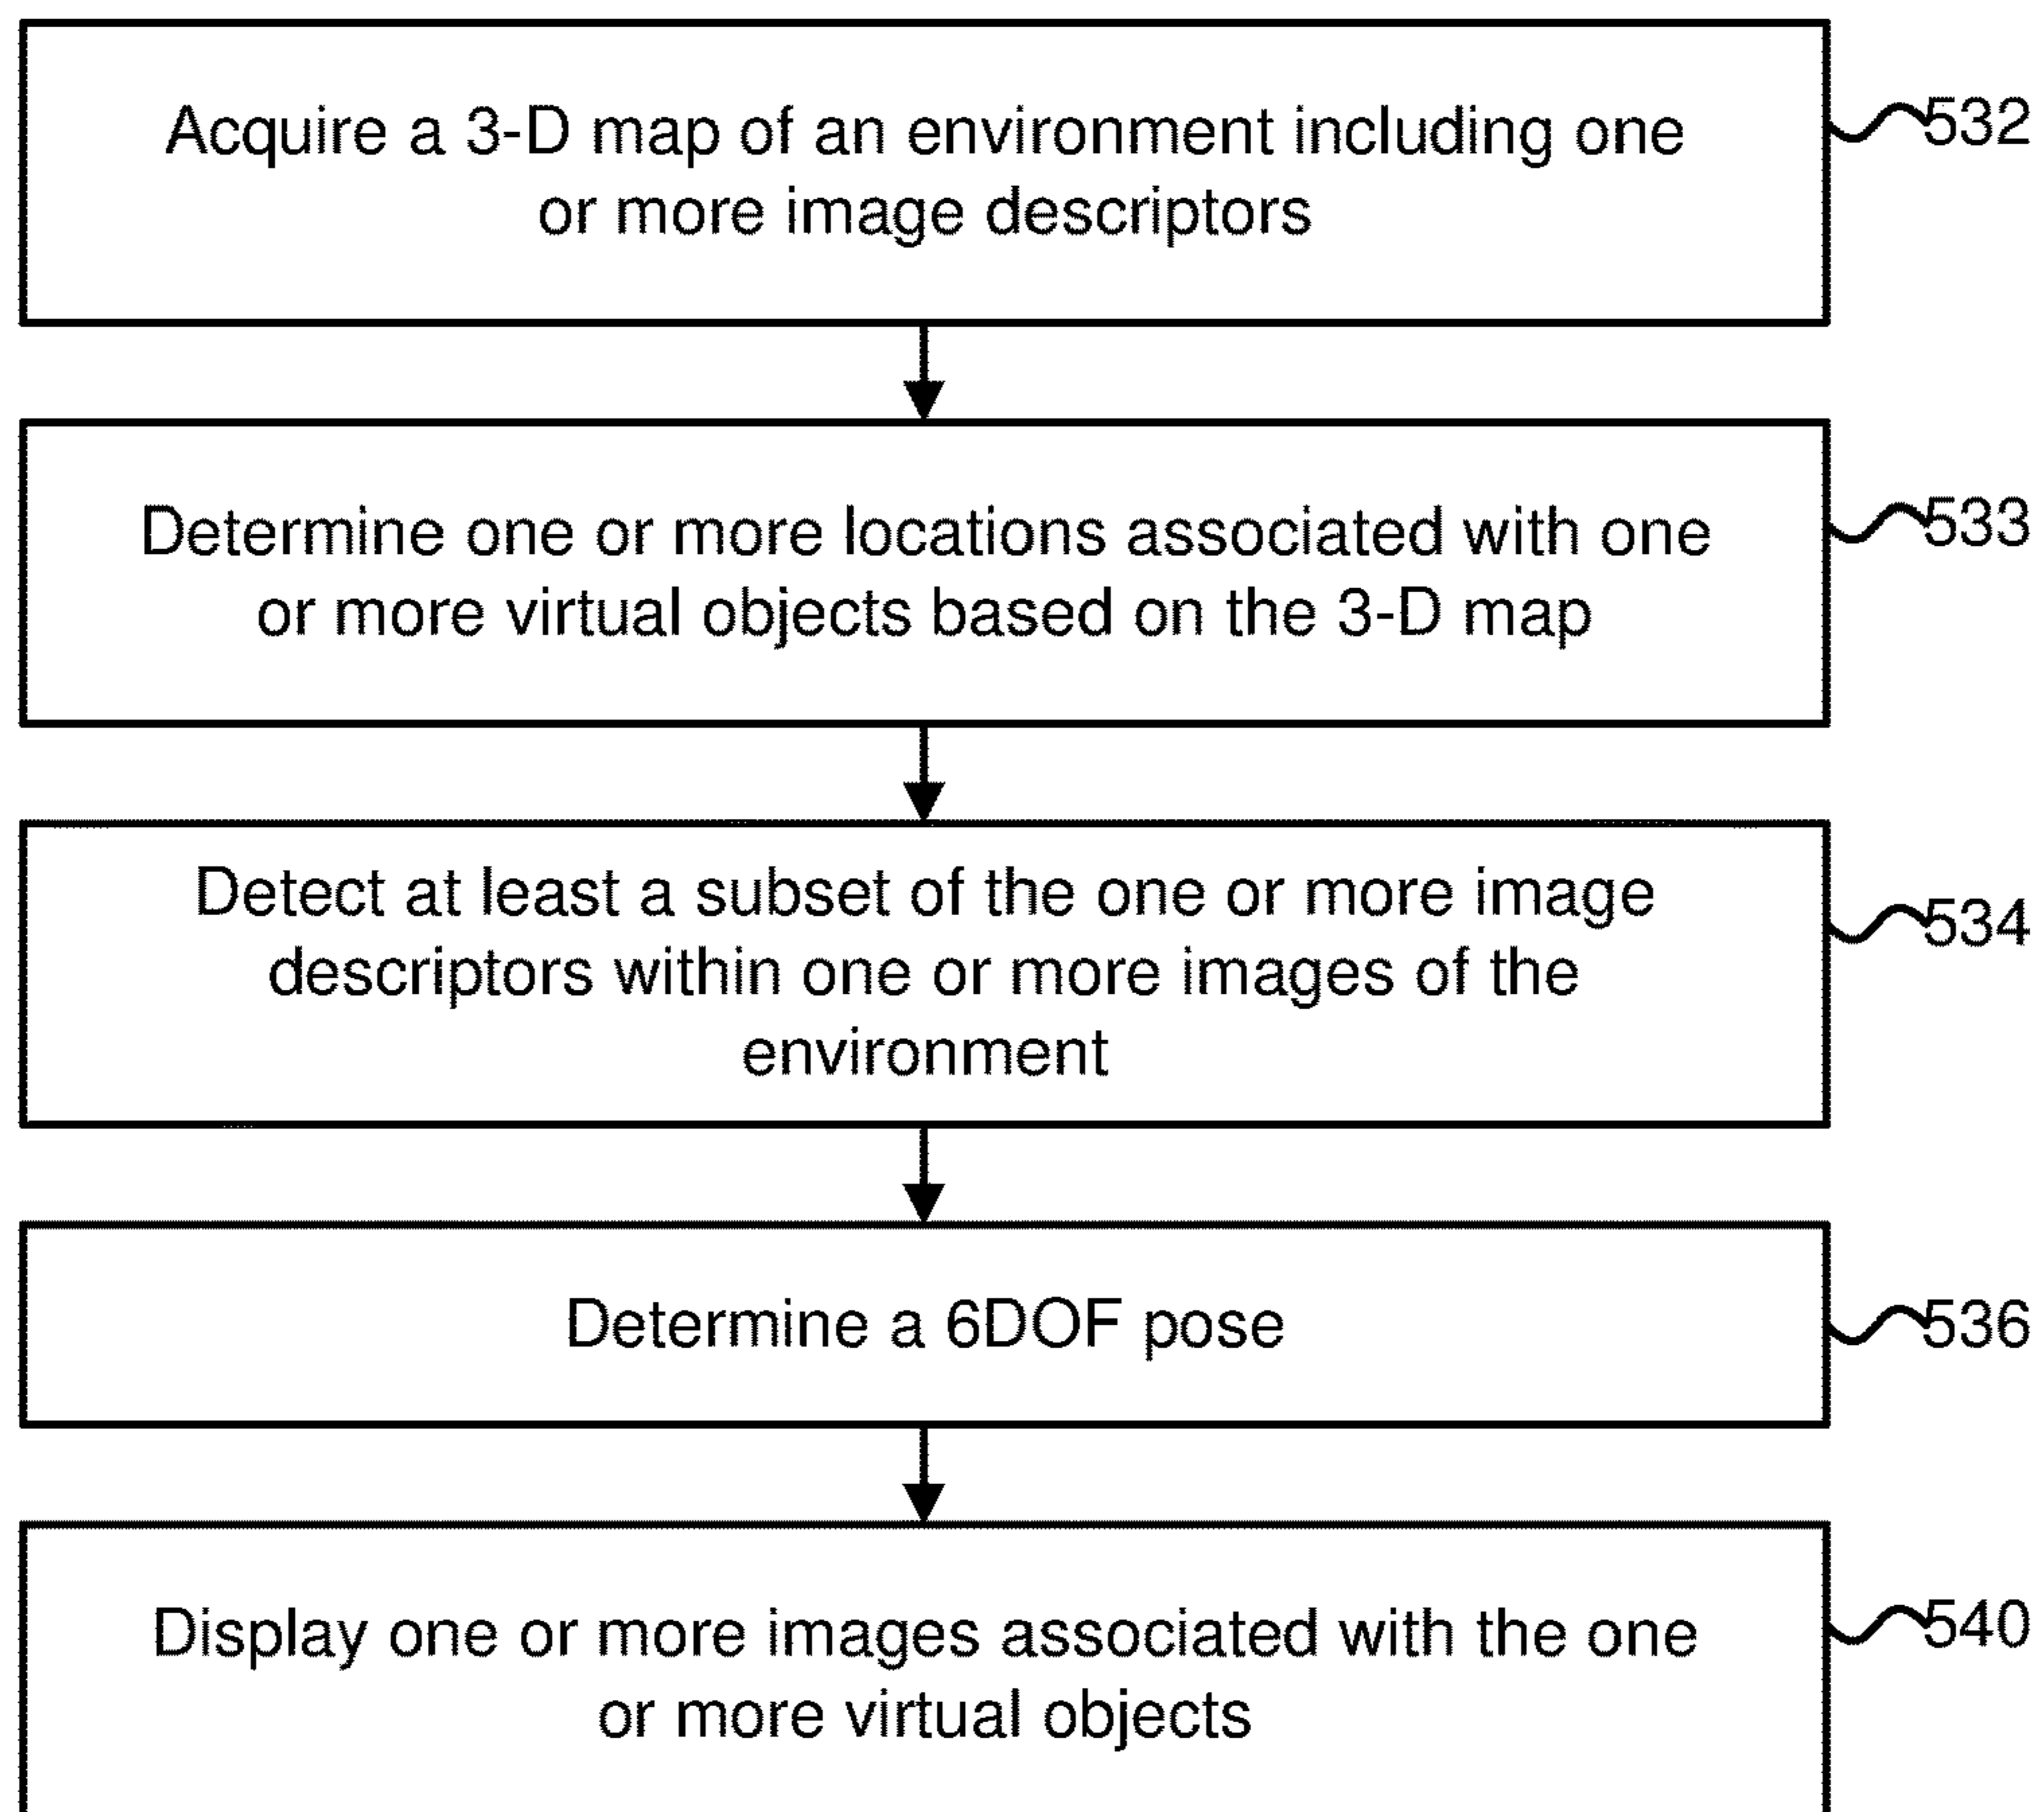 Acquire a 3-D map of an environment including one
or more image descriptors
532
Determine one or more locations associated with one
or more virtual objects based on the 3-D map
533
Detect at least a subset of the one or more image
descriptors within one or more images of the
environment
534
Determine a 6DOF pose
536
Display one or more images associated with the one
or more virtual objects
540